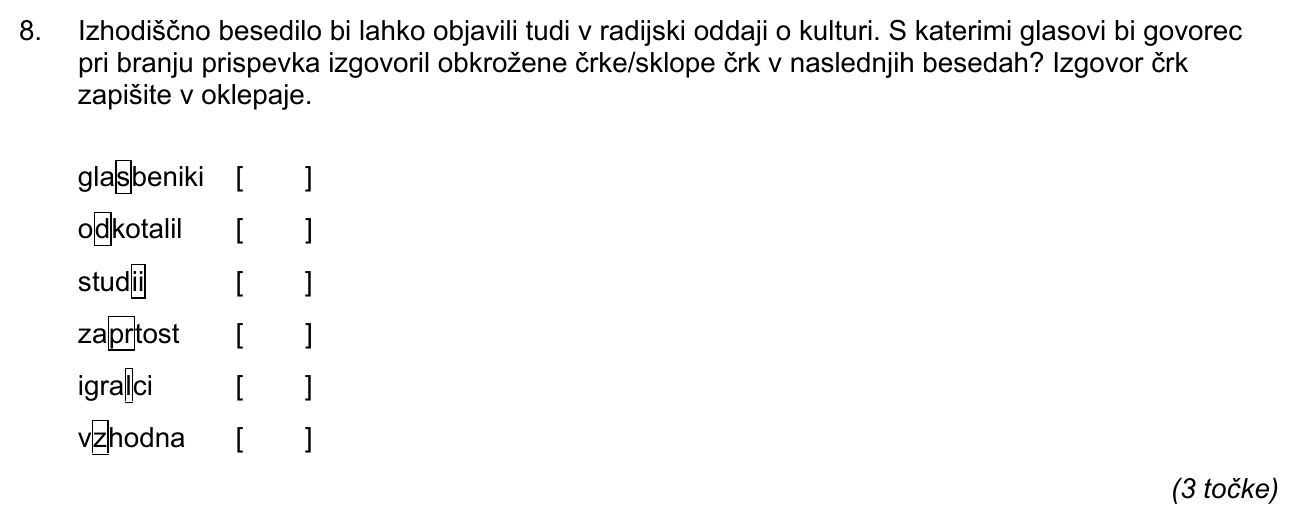 8. Izhodiščno besedilo bi lahko objavili tudi v radijski oddaji o kulturi. S katerimi glasovi bi govorec
pri branju prispevka izgovoril obkrožene črke/sklope črk v naslednjih besedah? Izgovor črk
zapišite v oklepaje.
glasbeniki [ ]
odkotalil [ ]
studii [ ]
zaprtost [ ]
igralci [ ]
vzhodna [ ]
(3 točke)